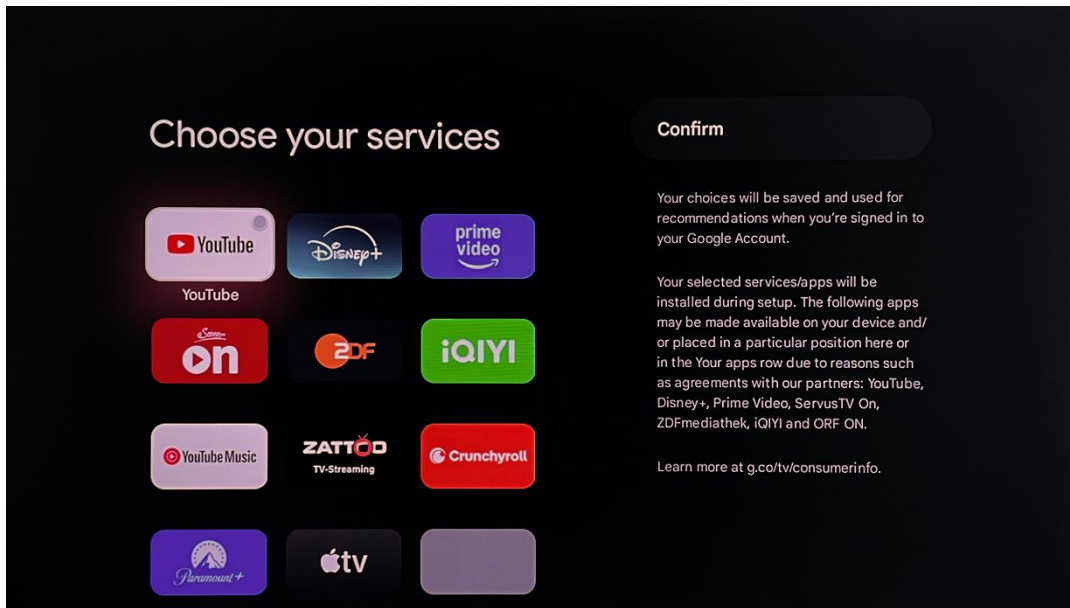 Choose your services
Confirm
YouTube
Disney+
prime
video
YouTube
Servus
on
ZDF
iQIYI
YouTube Music
ZATTOO
TV-Streaming
Crunchyroll
Paramount+
tv
Your choices will be saved and used for
recommendations when you're signed in to
your Google Account.
Your selected services/apps will be
installed during setup. The following apps
may be made available on your device and/
or placed in a particular position here or
in the Your apps row due to reasons such
as agreements with our partners: YouTube,
Disney+, Prime Video, ServusTV On,
ZDFmediathek, iQIYI and ORF ON.
Learn more at g.co/tv/consumerinfo.